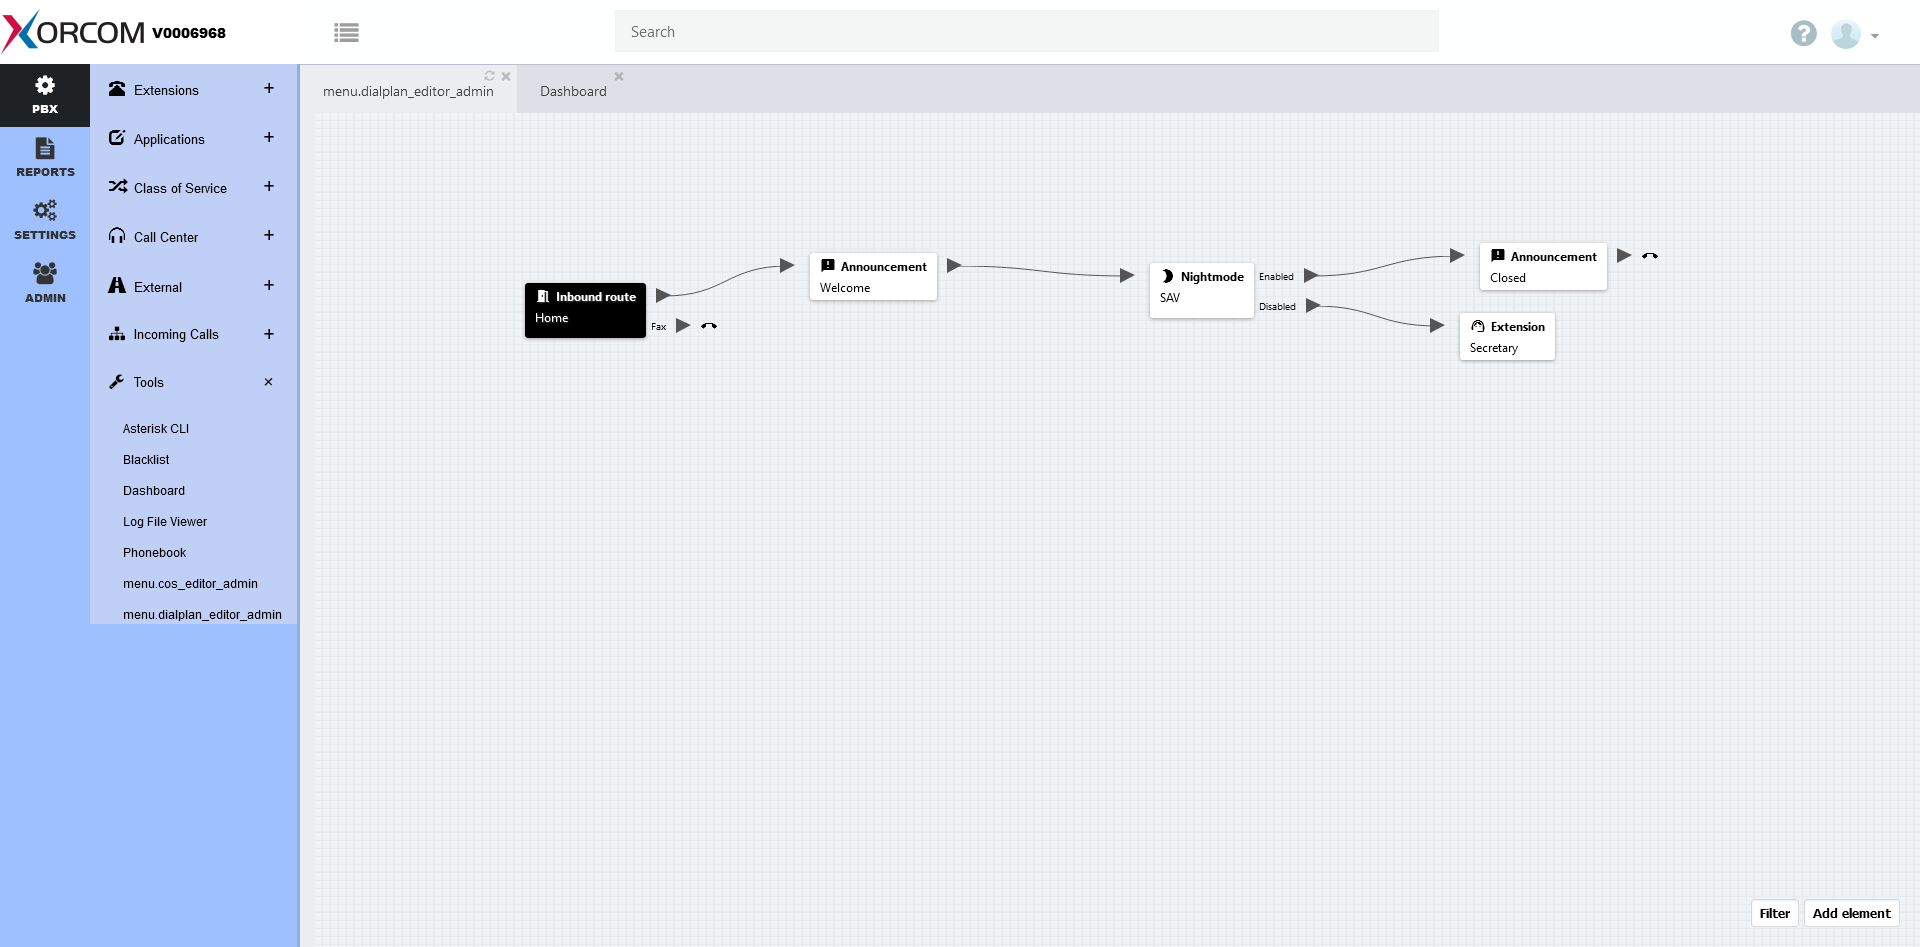 XORCOM V0006968
Search
PBX
REPORTS
SETTINGS
ADMIN
Extensions +
Applications +
Class of Service +
Call Center +
External +
Incoming Calls +
Tools ×
Asterisk CLI
Blacklist
Dashboard
Log File Viewer
Phonebook
menu.cos_editor_admin
menu.dialplan_editor_admin
menu.dialplan_editor_admin
Dashboard
Inbound route
Home
Fax
Announcement
Welcome
Nightmode
SAV
Enabled
Disabled
Announcement
Closed
Extension
Secretary
Filter
Add element